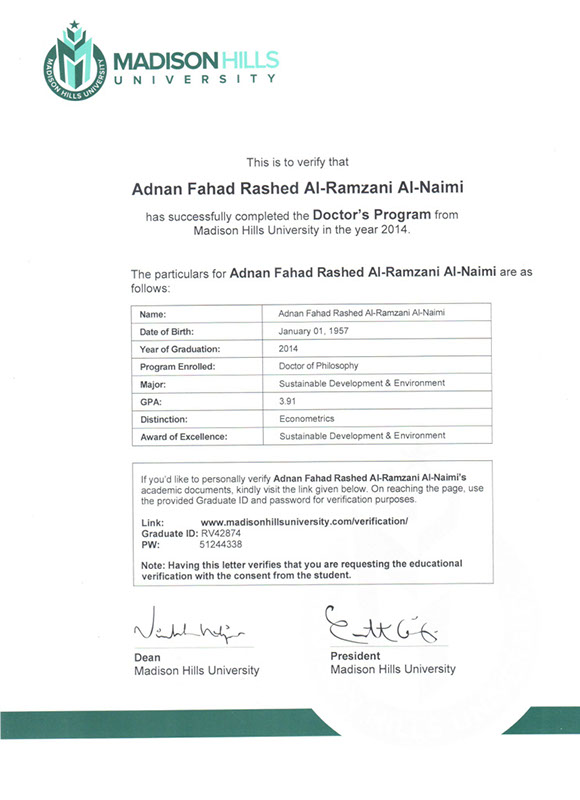 MADISON HILLS UNIVERSITY
MADISONHILLS
UNIVERSITY
This is to verify that
Adnan Fahad Rashed Al-Ramzani Al-Naimi
has successfully completed the Doctor's Program from
Madison Hills University in the year 2014.
The particulars for Adnan Fahad Rashed Al-Ramzani Al-Naimi are as
follows:
Name: Adnan Fahad Rashed Al-Ramzani Al-Naimi
Date of Birth: January 01, 1957
Year of Graduation: 2014
Program Enrolled: Doctor of Philosophy
Major: Sustainable Development & Environment
GPA: 3.91
Distinction: Econometrics
Award of Excellence: Sustainable Development & Environment
If you'd like to personally verify Adnan Fahad Rashed Al-Ramzani Al-Naimi's
academic documents, kindly visit the link given below. On reaching the page, use
the provided Graduate ID and password for verification purposes.
Link: www.madisonhillsuniversity.com/verification/
Graduate ID: RV42874
PW: 51244338
Note: Having this letter verifies that you are requesting the educational
verification with the consent from the student.
Dean President
Madison Hills University Madison Hills University